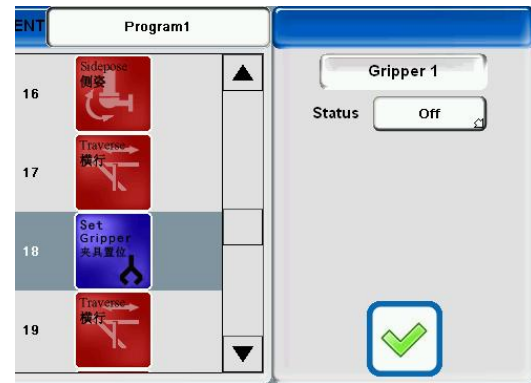 ENT
Program1
16
Sidepose
侧姿
17
Traverse
横行
18
Set
Gripper
夹具置位
19
Traverse
横行
Gripper 1
Status
Off